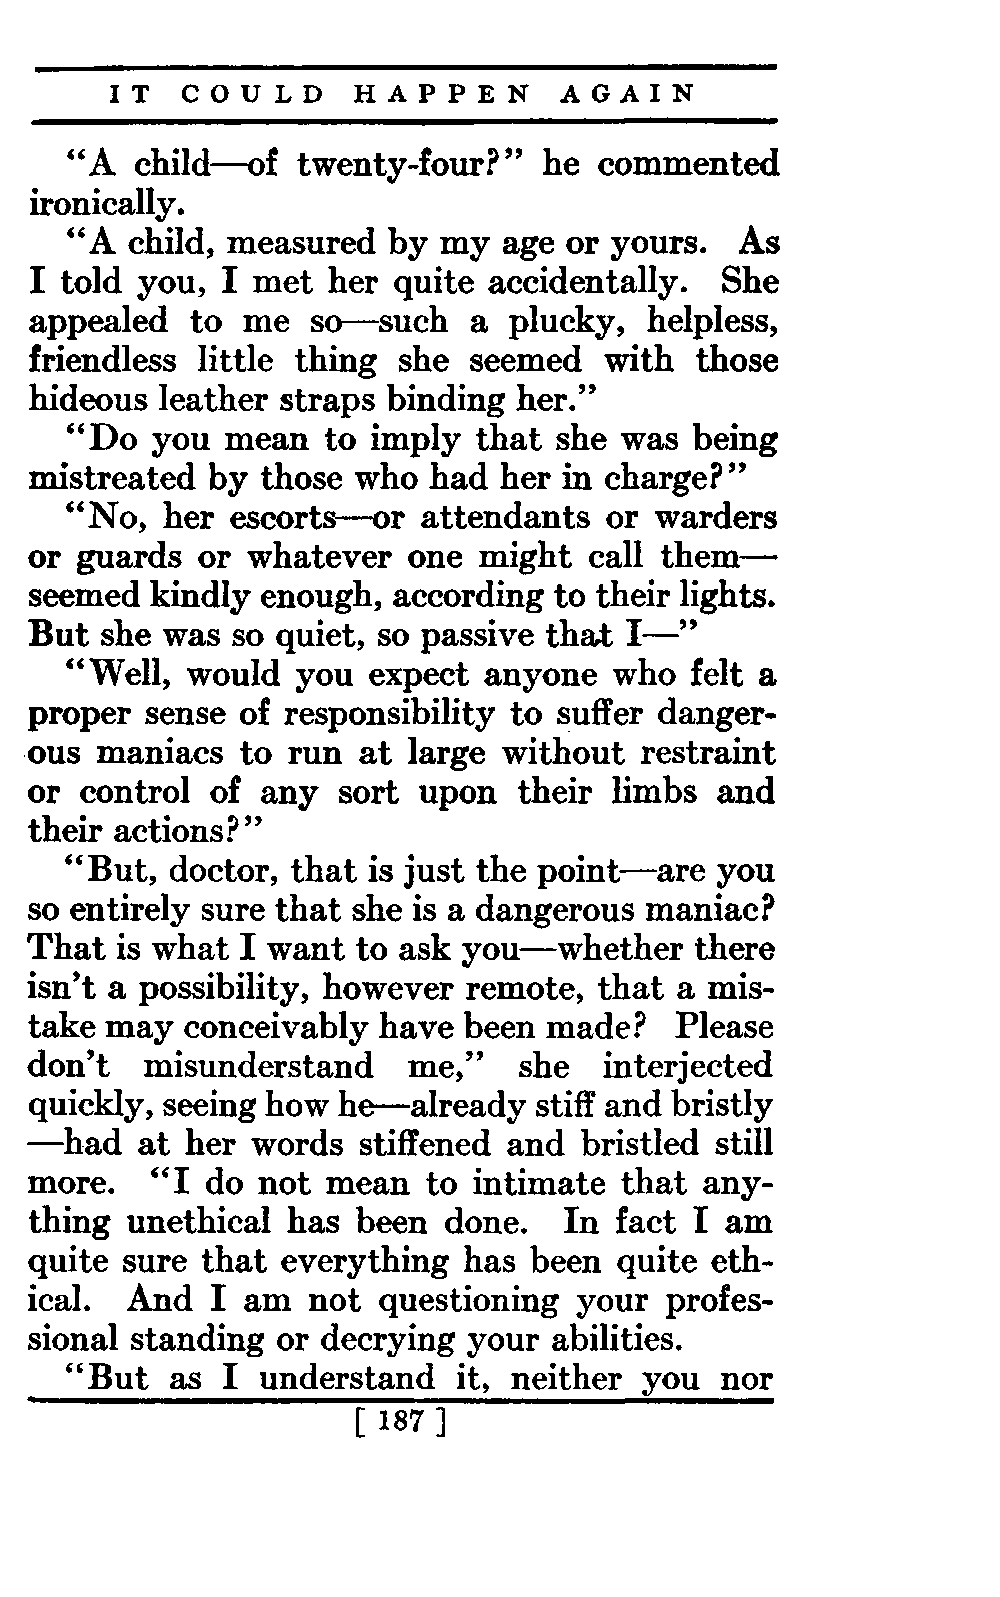 IT COULD HAPPEN AGAIN
“A child—of twenty-four?” he commented
ironically.
“A child, measured by my age or yours. As
I told you, I met her quite accidentally. She
appealed to me so—such a plucky, helpless,
friendless little thing she seemed with those
hideous leather straps binding her.”
“Do you mean to imply that she was being
mistreated by those who had her in charge?”
“No, her escorts—or attendants or warders
or guards or whatever one might call them—
seemed kindly enough, according to their lights.
But she was so quiet, so passive that I—”
“Well, would you expect anyone who felt a
proper sense of responsibility to suffer danger-
ous maniacs to run at large without restraint
or control of any sort upon their limbs and
their actions?”
“But, doctor, that is just the point—are you
so entirely sure that she is a dangerous maniac?
That is what I want to ask you—whether there
isn’t a possibility, however remote, that a mis-
take may conceivably have been made? Please
don’t misunderstand me,” she interjected
quickly, seeing how he—already stiff and bristly
—had at her words stiffened and bristled still
more. “I do not mean to intimate that any-
thing unethical has been done. In fact I am
quite sure that everything has been quite eth-
ical. And I am not questioning your profes-
sional standing or decrying your abilities.
“But as I understand it, neither you nor
[ 187 ]